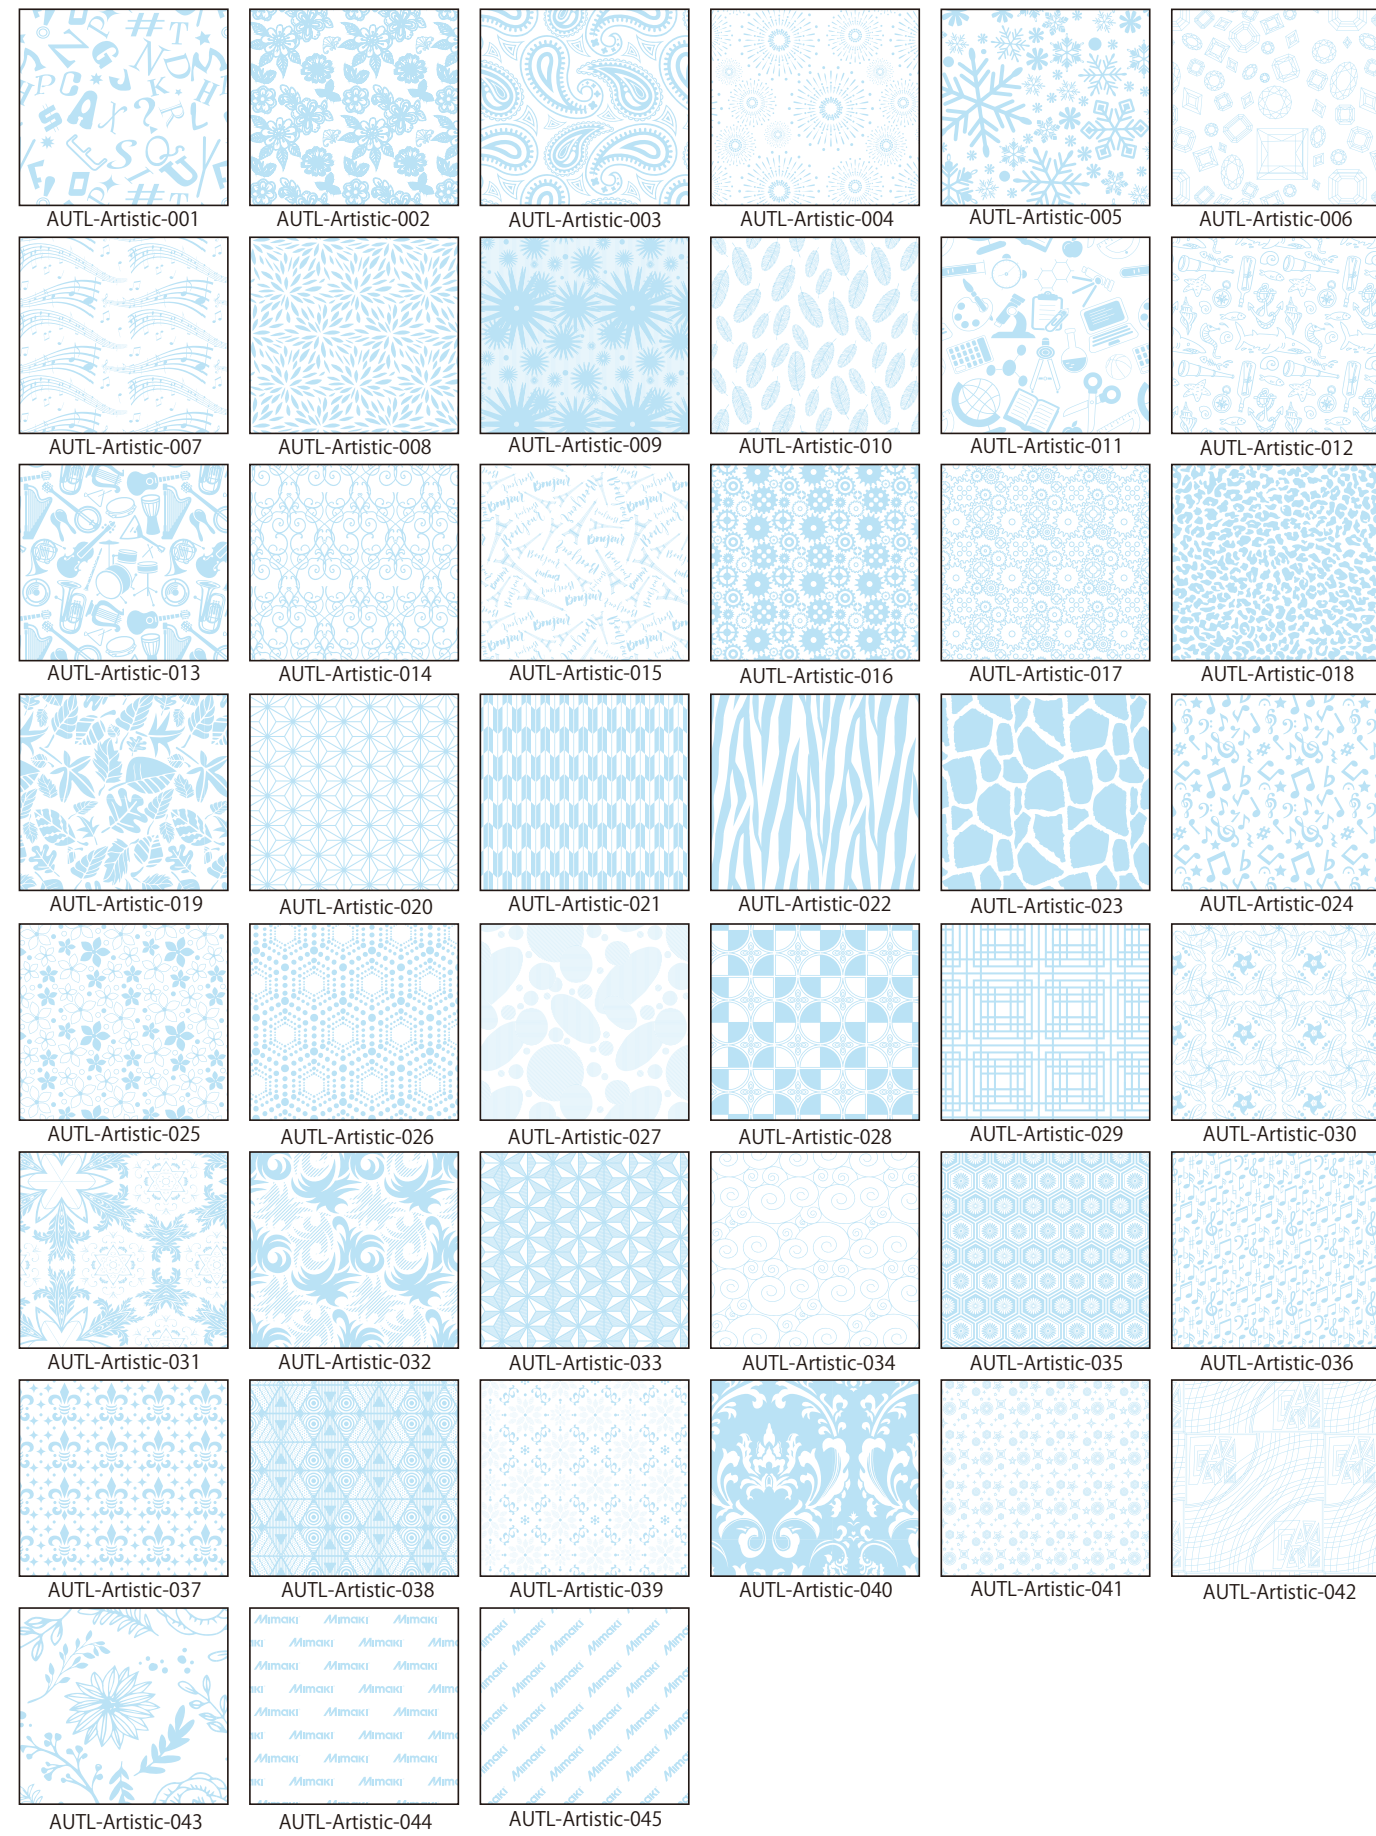 AUTL-Artistic-001 AUTL-Artistic-002 AUTL-Artistic-003 AUTL-Artistic-004 AUTL-Artistic-005 AUTL-Artistic-006
AUTL-Artistic-007 AUTL-Artistic-008 AUTL-Artistic-009 AUTL-Artistic-010 AUTL-Artistic-011 AUTL-Artistic-012
Bonjour
AUTL-Artistic-013 AUTL-Artistic-014 AUTL-Artistic-015 AUTL-Artistic-016 AUTL-Artistic-017 AUTL-Artistic-018
AUTL-Artistic-019 AUTL-Artistic-020 AUTL-Artistic-021 AUTL-Artistic-022 AUTL-Artistic-023 AUTL-Artistic-024
AUTL-Artistic-025 AUTL-Artistic-026 AUTL-Artistic-027 AUTL-Artistic-028 AUTL-Artistic-029 AUTL-Artistic-030
AUTL-Artistic-031 AUTL-Artistic-032 AUTL-Artistic-033 AUTL-Artistic-034 AUTL-Artistic-035 AUTL-Artistic-036
AUTL-Artistic-037 AUTL-Artistic-038 AUTL-Artistic-039 AUTL-Artistic-040 AUTL-Artistic-041 AUTL-Artistic-042
Mimaki Mimaki Mimaki
AUTL-Artistic-043 AUTL-Artistic-044 AUTL-Artistic-045